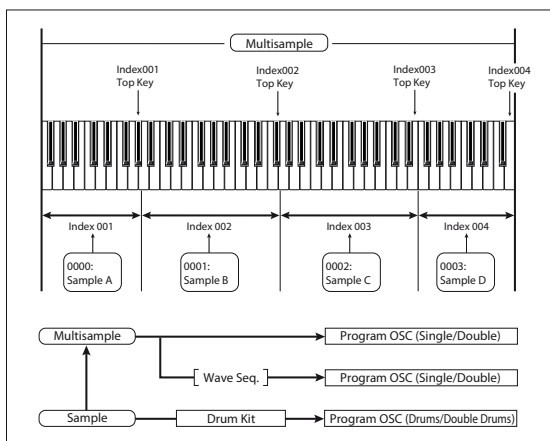 Multisample
Index001
Top Key
Index002
Top Key
Index003
Top Key
Index004
Top Key
Index 001
Index 002
Index 003
Index 004
0000:
Sample A
0001:
Sample B
0002:
Sample C
0003:
Sample D
Multisample
Program OSC (Single/Double)
Wave Seq.
Program OSC (Single/Double)
Sample
Drum Kit
Program OSC (Drums/Double Drums)